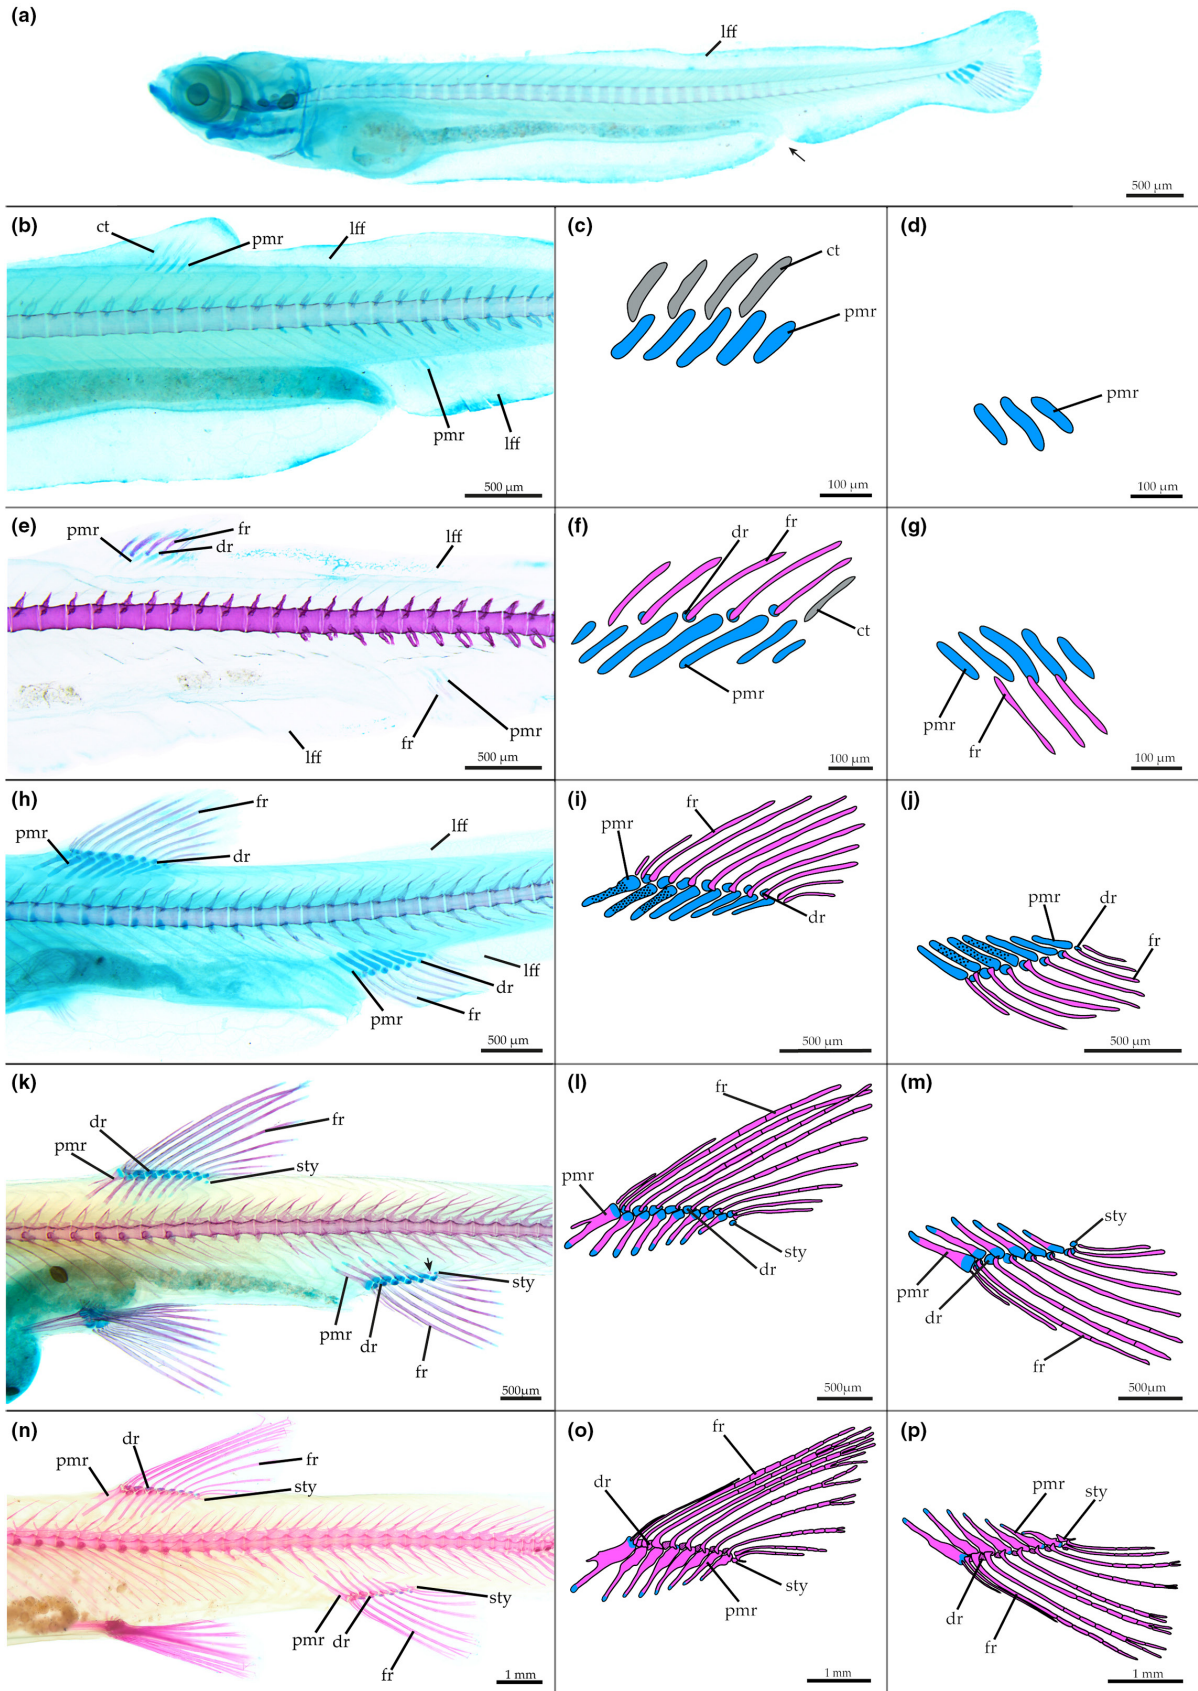 (a)
lff
500 µm
(b)
ct
pmr
lff
pmr
lff
500 µm
(c)
ct
pmr
100 µm
(d)
pmr
100 µm
(e)
pmr
fr
dr
lff
pmr
fr
lff
500 µm
(f)
dr
fr
ct
pmr
100 µm
(g)
pmr
fr
100 µm
(h)
fr
pmr
dr
lff
lff
dr
pmr
fr
500 µm
(i)
fr
pmr
dr
500 µm
(j)
pmr
dr
fr
500 µm
(k)
dr
fr
pmr
sty
sty
pmr
dr
fr
500µm
(l)
fr
pmr
sty
dr
500µm
(m)
sty
pmr
dr
fr
500µm
(n)
dr
pmr
fr
sty
sty
pmr
dr
fr
1 mm
(o)
fr
dr
sty
pmr
1 mm
(p)
pmr
sty
dr
fr
1 mm